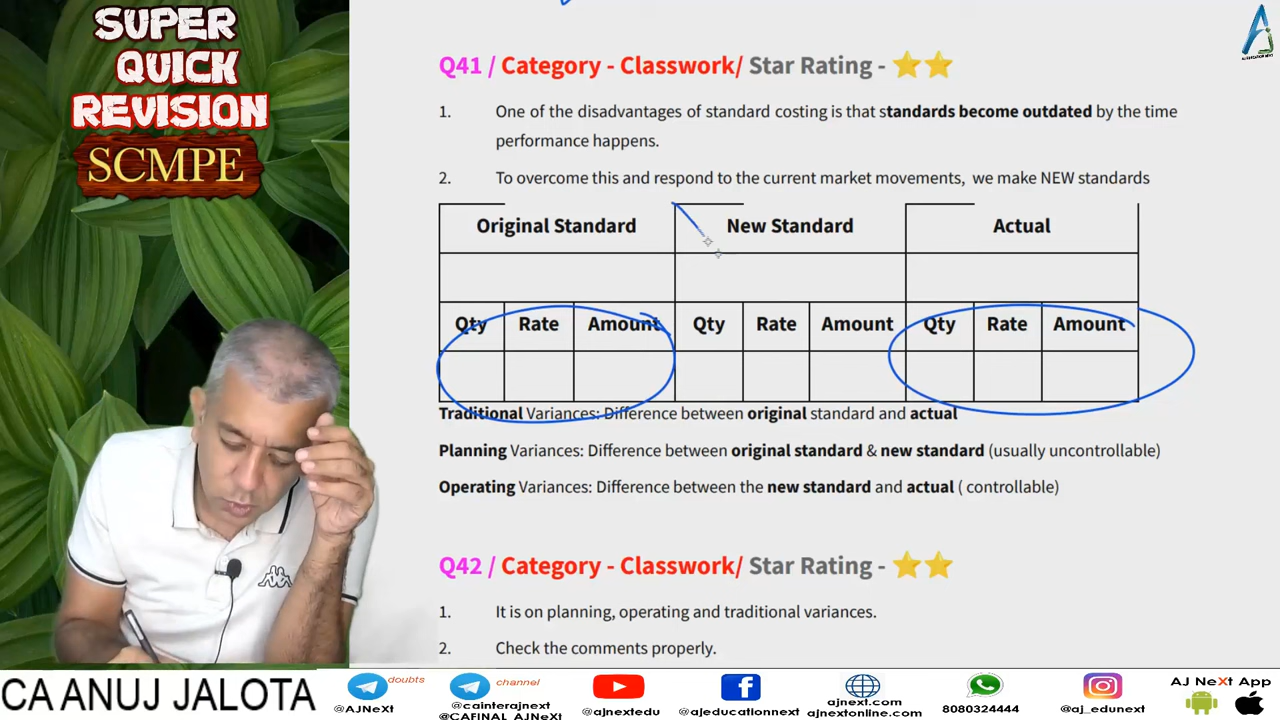 SUPER
QUICK
REVISION
SCMPE
Q41 / Category - Classwork/ Star Rating -
1. One of the disadvantages of standard costing is that standards become outdated by the time
performance happens.
2. To overcome this and respond to the current market movements, we make NEW standards
Original Standard New Standard Actual
Qty Rate Amount Qty Rate Amount Qty Rate Amount
Traditional Variances: Difference between original standard and actual
Planning Variances: Difference between original standard & new standard (usually uncontrollable)
Operating Variances: Difference between the new standard and actual ( controllable)
Q42 / Category - Classwork/ Star Rating -
1. It is on planning, operating and traditional variances.
2. Check the comments properly.
CA ANUJ JALOTA
doubts
@AJNeXt
channel
@cainterajnext
@CAFINAL_AJNeXt
@ajnextedu
@ajeducationnext
ajnext.com
ajnextonline.com
8080324444
@aj_edunext
AJ NeXt App